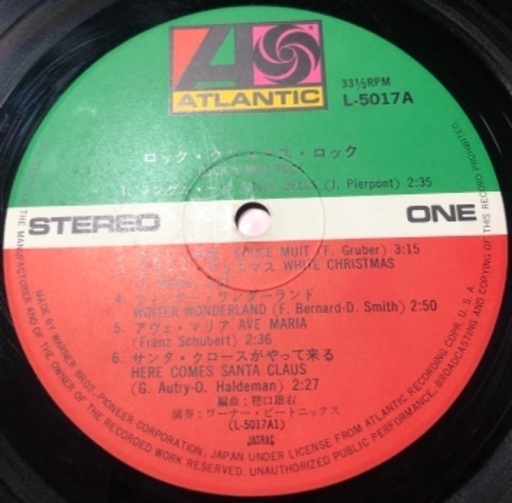 ATLANTIC
33⅓RPM
L-5017A
ロック・クリスマス・ロック
1. JINGLE BELLS (J. Pierpont) 2:35
STEREO
ONE
DOUCE NUIT (F. Gruber) 3:15
3. ホワイト・クリスマス WHITE CHRISTMAS
4. ウィンター・ワンダーランド
WINTER WONDERLAND (F. Bernard-D. Smith) 2:50
5. アヴェ・マリア AVE MARIA
(Franz Schubert) 2:36
6. サンタ・クロースがやって来る
HERE COMES SANTA CLAUS
(G. Autry-O. Haldeman) 2:27
編曲:穂口雄右
演奏:ワーナー・ビートニックス
(L-5017A1)
JASRAC
MADE BY WARNER BROS. PIONEER CORPORATION, JAPAN UNDER LICENSE FROM ATLANTIC RECORDING CORP. U.S.A.
THE MANUFACTURER AND OF THE OWNER OF THE RECORDED WORK RESERVED. UNAUTHORIZED PUBLIC PERFORMANCE, BROADCASTING AND COPYING OF THIS RECORD PROHIBITED.